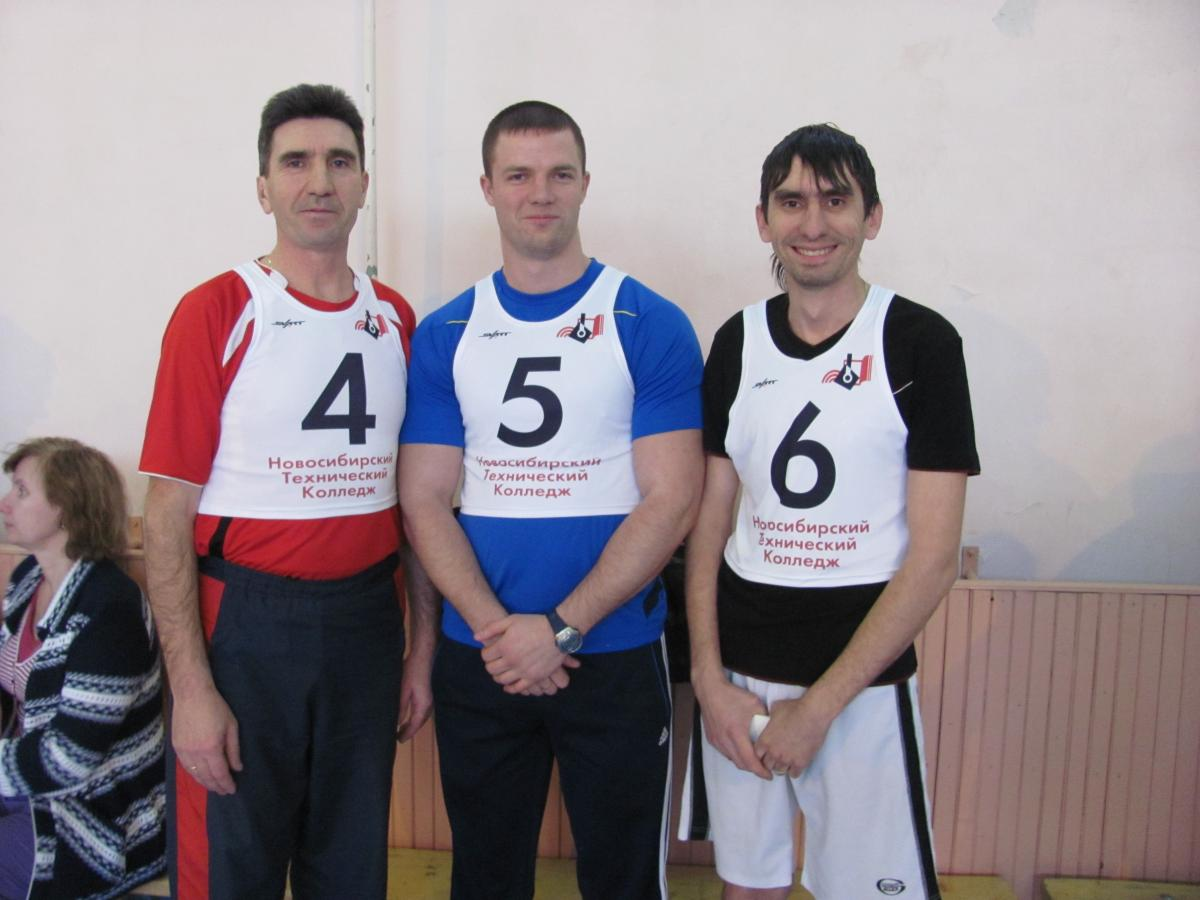 4
Новосибирский
Технический
Колледж
5
Новосибирский
Технический
Колледж
6
Новосибирский
Технический
Колледж